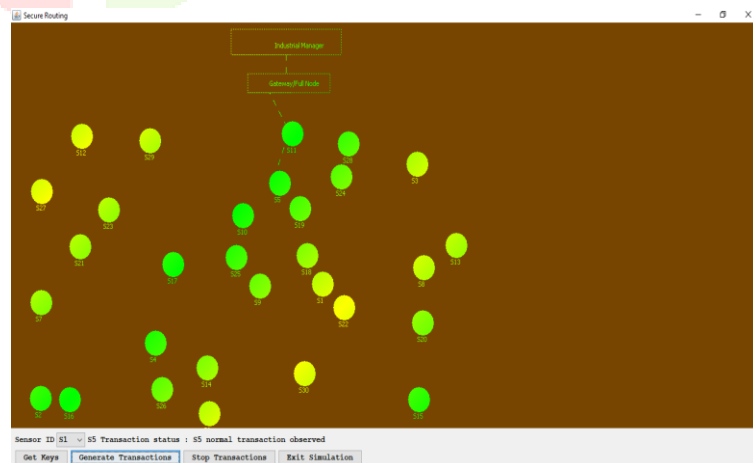 Secure Routing
Industrial Manager
Gateway/Full Node
S11
S12
S29
S28
S3
S24
S27
S5
S23
S19
S10
S21
S13
S25
S18
S17
S8
S9
S1
S7
S22
S20
S4
S14
S30
S26
S2
S16
S15
Sensor ID S1 S5 Transaction status : S5 normal transaction observed
Get Keys Generate Transactions Stop Transactions Exit Simulation